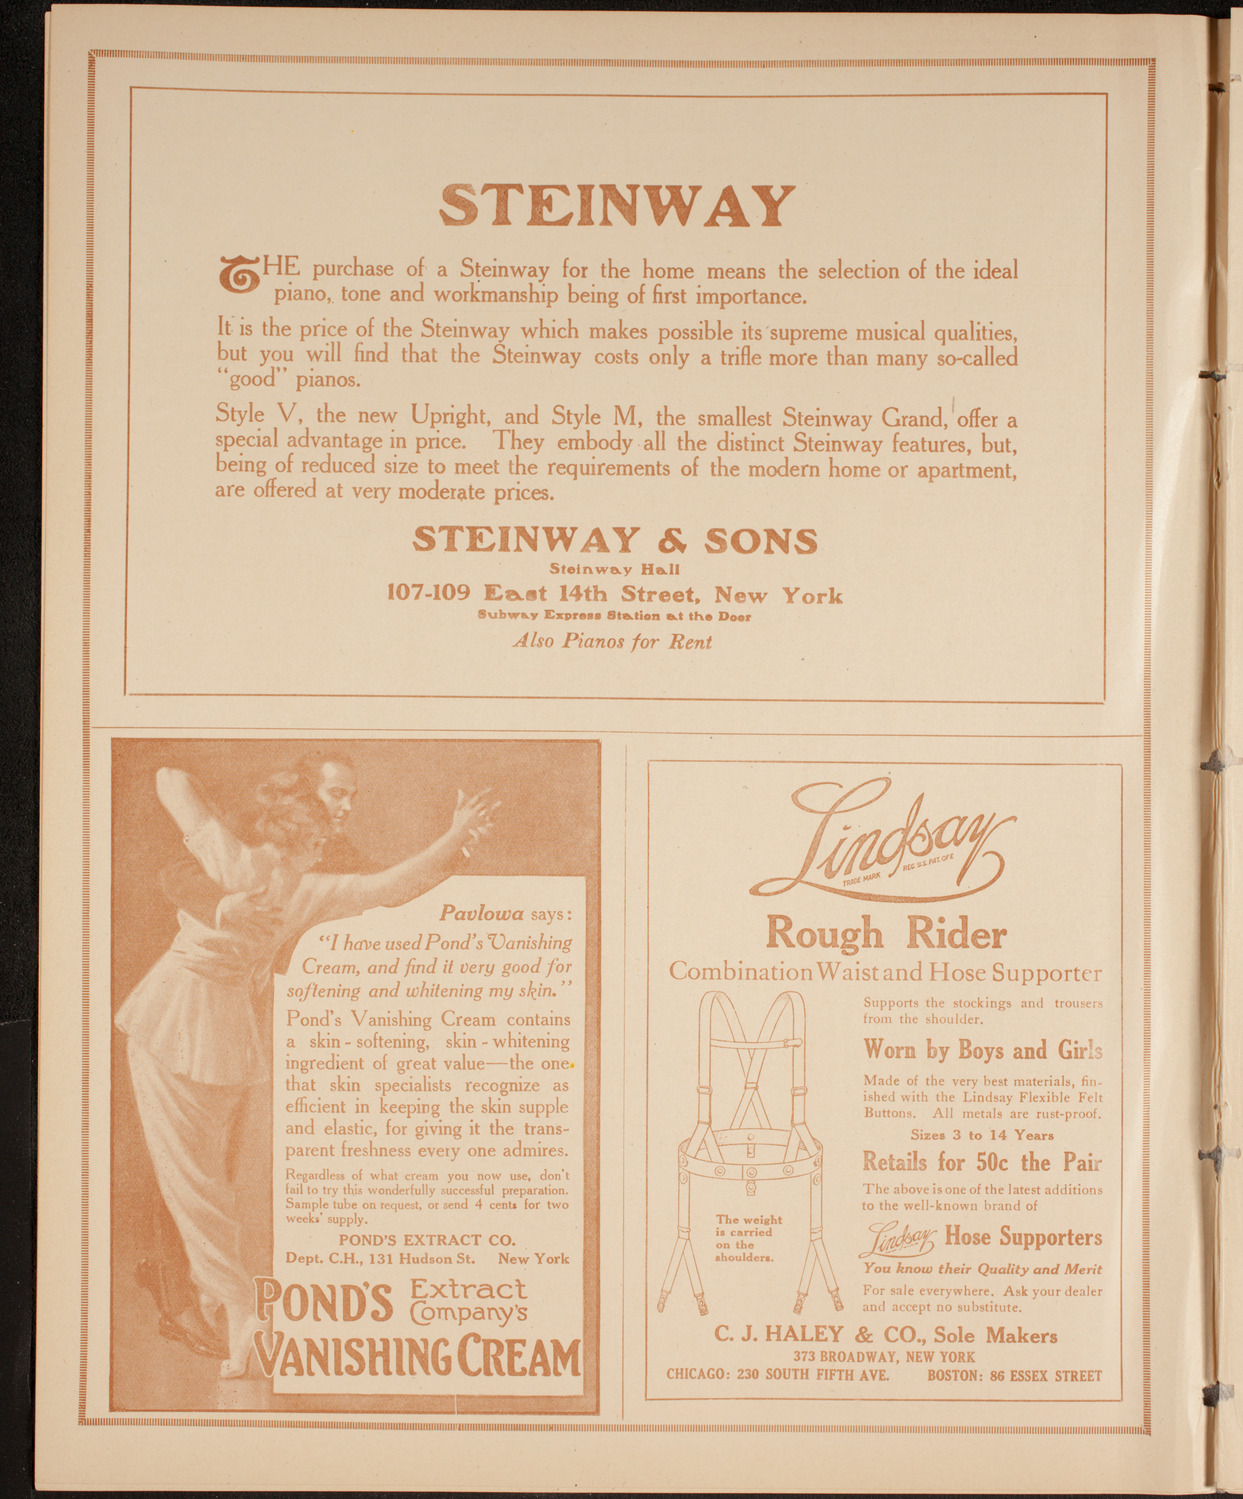 STEINWAY
THE purchase of a Steinway for the home means the selection of the ideal
piano, tone and workmanship being of first importance.
It is the price of the Steinway which makes possible its supreme musical qualities,
but you will find that the Steinway costs only a trifle more than many so-called
"good" pianos.
Style V, the new Upright, and Style M, the smallest Steinway Grand, offer a
special advantage in price. They embody all the distinct Steinway features, but,
being of reduced size to meet the requirements of the modern home or apartment,
are offered at very moderate prices.
STEINWAY & SONS
Steinway Hall
107-109 East 14th Street, New York
Subway Express Station at the Door
Also Pianos for Rent
Pavlowa says:
"I have used Pond's Vanishing
Cream, and find it very good for
softening and whitening my skin."
Pond's Vanishing Cream contains
a skin-softening, skin-whitening
ingredient of great value—the one
that skin specialists recognize as
efficient in keeping the skin supple
and elastic, for giving it the trans-
parent freshness every one admires.
Regardless of what cream you now use, don't
fail to try this wonderfully successful preparation.
Sample tube on request, or send 4 cents for two
weeks' supply.
POND'S EXTRACT CO.
Dept. C.H., 131 Hudson St. New York
POND'S Extract
Company's
VANISHING CREAM
Lindsay
TRADE MARK REG U.S. PAT. OFF.
Rough Rider
Combination Waist and Hose Supporter
Supports the stockings and trousers
from the shoulder.
Worn by Boys and Girls
Made of the very best materials, fin-
ished with the Lindsay Flexible Felt
Buttons. All metals are rust-proof.
Sizes 3 to 14 Years
Retails for 50c the Pair
The above is one of the latest additions
to the well-known brand of
Lindsay Hose Supporters
You know their Quality and Merit
For sale everywhere. Ask your dealer
and accept no substitute.
The weight
is carried
on the
shoulders.
C. J. HALEY & CO., Sole Makers
373 BROADWAY, NEW YORK
CHICAGO: 230 SOUTH FIFTH AVE. BOSTON: 86 ESSEX STREET